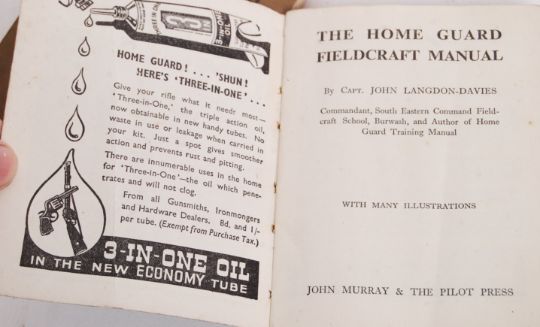 3-IN-ONE
OIL
HOME GUARD! . . . 'SHUN!
HERE'S 'THREE-IN-ONE' . . .
Give your rifle what it needs most—
'Three-in-One,' the triple action oil,
now obtainable in new handy tubes. No
waste in use or leakage when carried in
your kit. Just a spot gives smoother
action and prevents rust and pitting.
There are innumerable uses in the home
for 'Three-in-One'—the oil which pene-
trates and will not clog.
From all Gunsmiths, Ironmongers
and Hardware Dealers, 8d. and 1/-
per tube. (Exempt from Purchase Tax.)
3-IN-ONE OIL
IN THE NEW ECONOMY TUBE
THE HOME GUARD
FIELDCRAFT MANUAL
By Capt. JOHN LANGDON-DAVIES
Commandant, South Eastern Command Field-
craft School, Burwash, and Author of Home
Guard Training Manual
WITH MANY ILLUSTRATIONS
JOHN MURRAY & THE PILOT PRESS